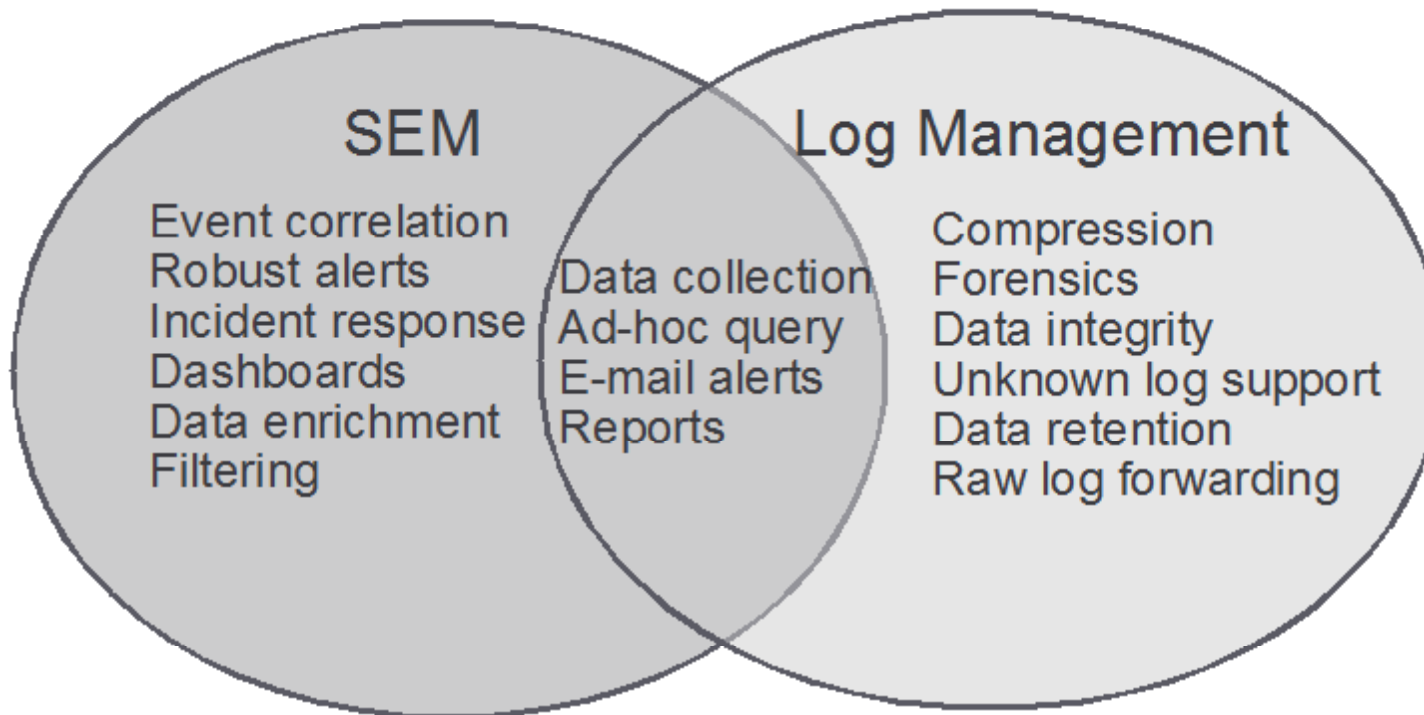 SEM
Event correlation
Robust alerts
Incident response
Dashboards
Data enrichment
Filtering
Data collection
Ad-hoc query
E-mail alerts
Reports
Log Management
Compression
Forensics
Data integrity
Unknown log support
Data retention
Raw log forwarding